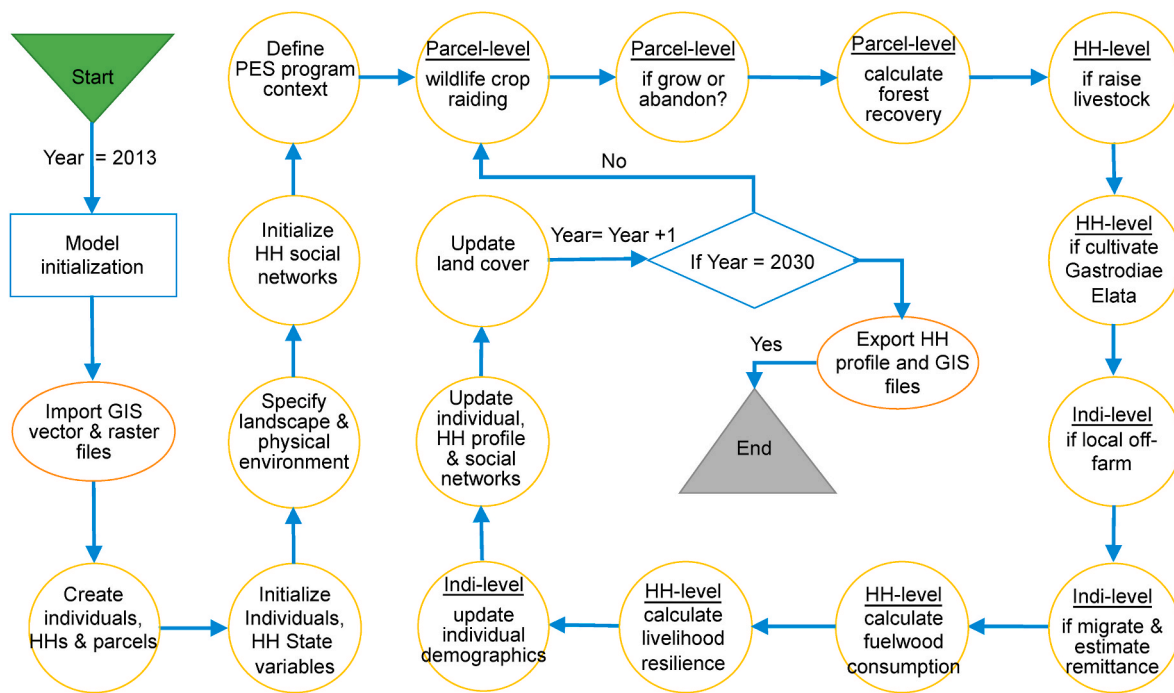 Start
Year = 2013
Model
initialization
Import GIS
vector & raster
files
Create
individuals,
HHs & parcels
Initialize
Individuals,
HH State
variables
Specify
landscape &
physical
environment
Initialize
HH social
networks
Define
PES program
context
Parcel-level
wildlife crop
raiding
Parcel-level
if grow or
abandon?
Parcel-level
calculate
forest
recovery
HH-level
if raise
livestock
HH-level
if cultivate
Gastrodiae
Elata
Indi-level
if local off-
farm
Indi-level
if migrate &
estimate
remittance
HH-level
calculate
fuelwood
consumption
HH-level
calculate
livelihood
resilience
Indi-level
update
individual
demographics
Update
individual,
HH profile
& social
networks
Update
land cover
Year= Year +1
If Year = 2030
No
Export HH
profile and GIS
files
Yes
End